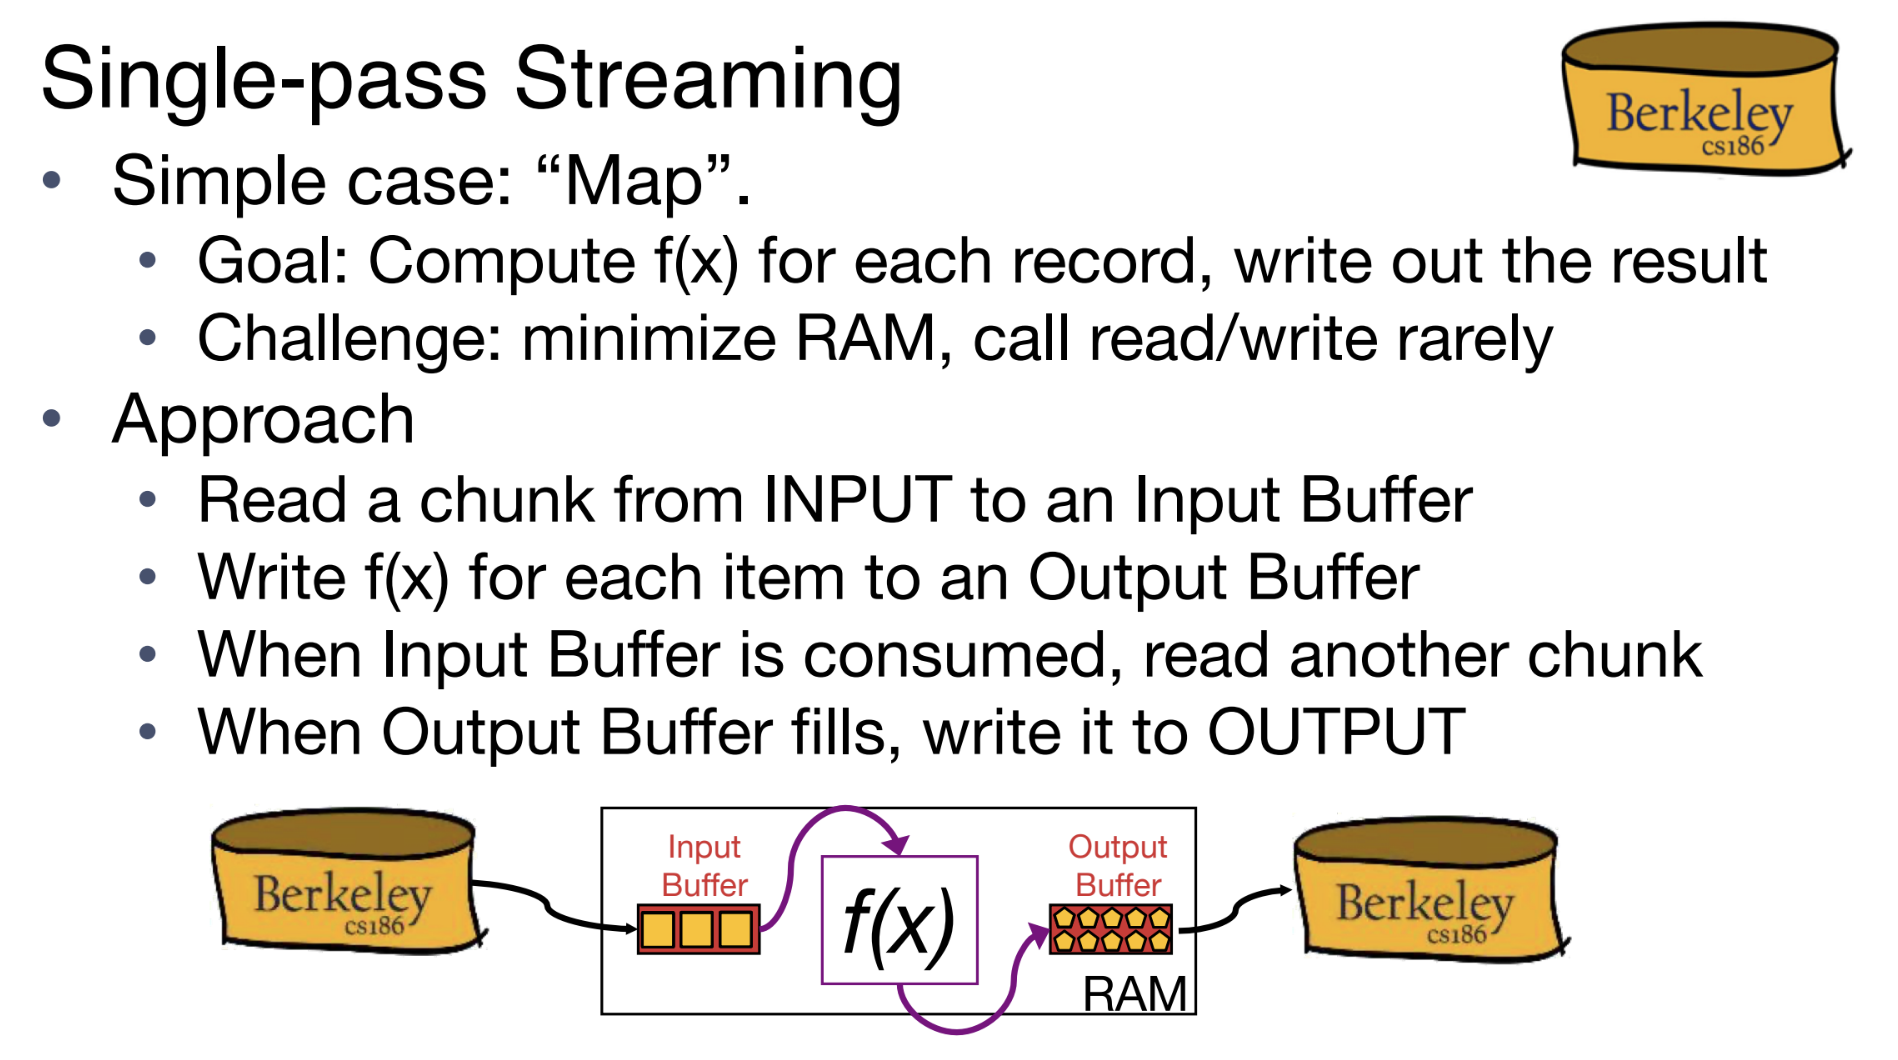 Single-pass Streaming
Berkeley
cs186
• Simple case: “Map”.
• Goal: Compute f(x) for each record, write out the result
• Challenge: minimize RAM, call read/write rarely
• Approach
• Read a chunk from INPUT to an Input Buffer
• Write f(x) for each item to an Output Buffer
• When Input Buffer is consumed, read another chunk
• When Output Buffer fills, write it to OUTPUT
Berkeley
cs186
Input
Buffer
f(x)
Output
Buffer
RAM
Berkeley
cs186